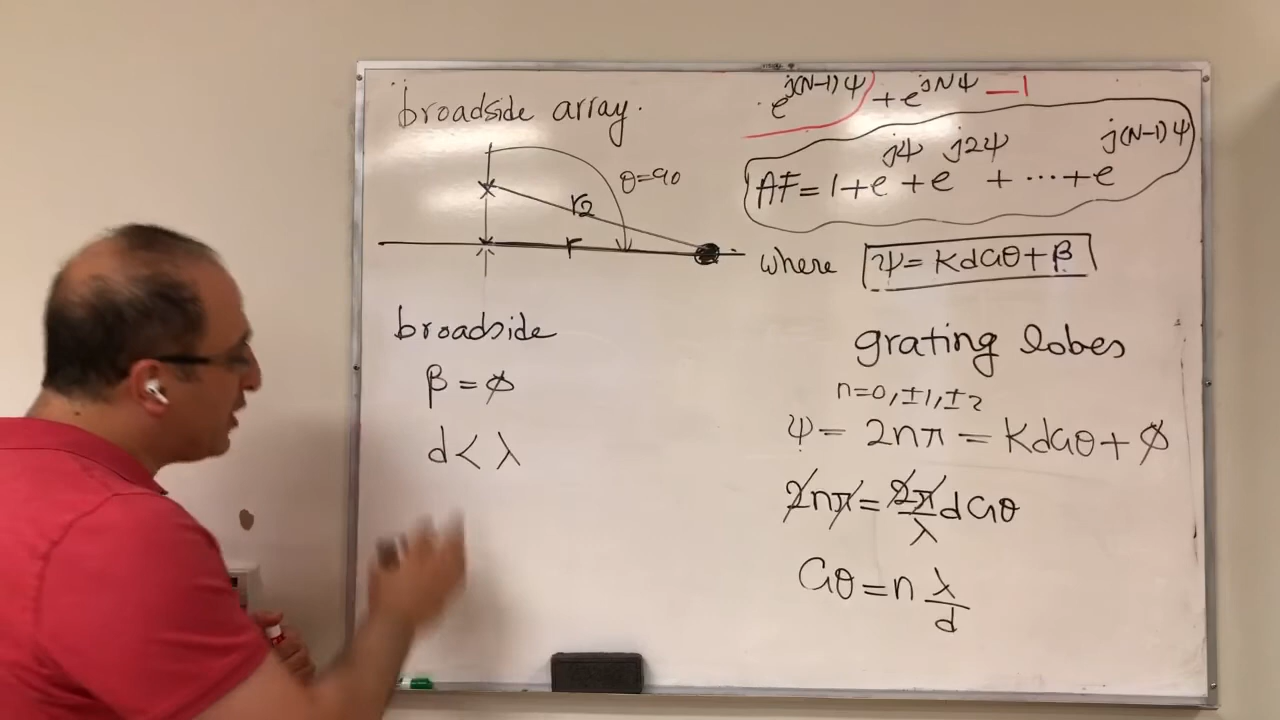 broadside array.
θ=90
r2
r
broadside
β = ϕ
d < λ
e^{j(N-1)ψ} + e^{jNψ} - 1
AF = 1 + e^{jψ} + e^{j2ψ} + ... + e^{j(N-1)ψ}
where ψ = Kd Cosθ + β
grating lobes
n=0, ±1, ±2
ψ = 2nπ = Kd Cosθ + ϕ
2nπ = 2π/λ d Cosθ
Cosθ = n λ/d